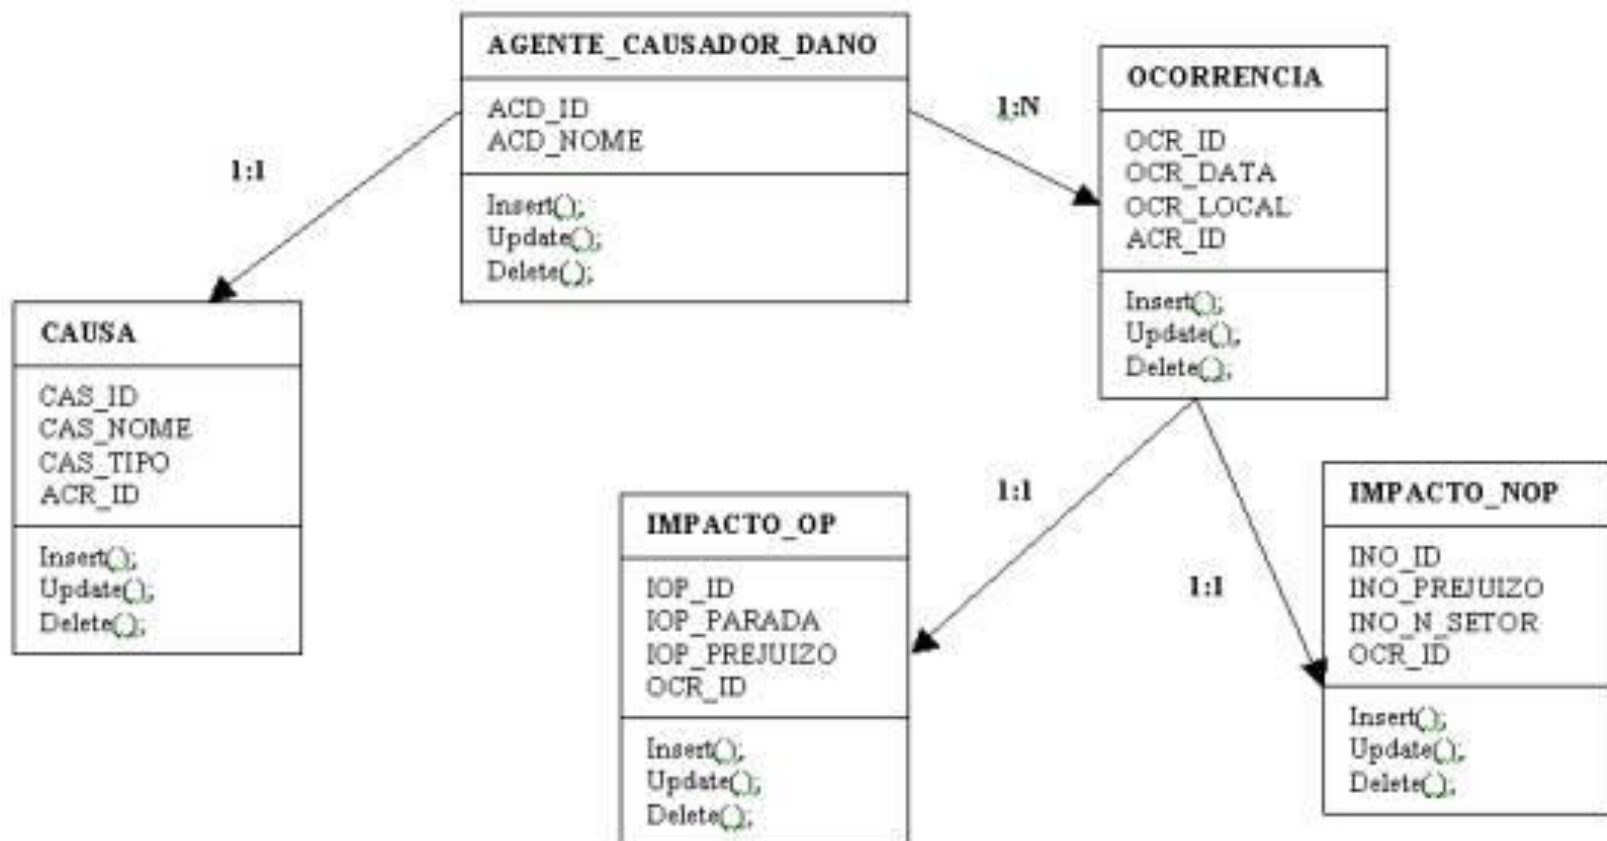 AGENTE_CAUSADOR_DANO
ACD_ID
ACD_NOME
Insert();
Update();
Delete();
1:1
1:N
OCORRENCIA
OCR_ID
OCR_DATA
OCR_LOCAL
ACR_ID
Insert();
Update();
Delete();
CAUSA
CAS_ID
CAS_NOME
CAS_TIPO
ACR_ID
Insert();
Update();
Delete();
1:1
1:1
IMPACTO_OP
IOP_ID
IOP_PARADA
IOP_PREJUIZO
OCR_ID
Insert();
Update();
Delete();
IMPACTO_NOP
INO_ID
INO_PREJUIZO
INO_N_SETOR
OCR_ID
Insert();
Update();
Delete();